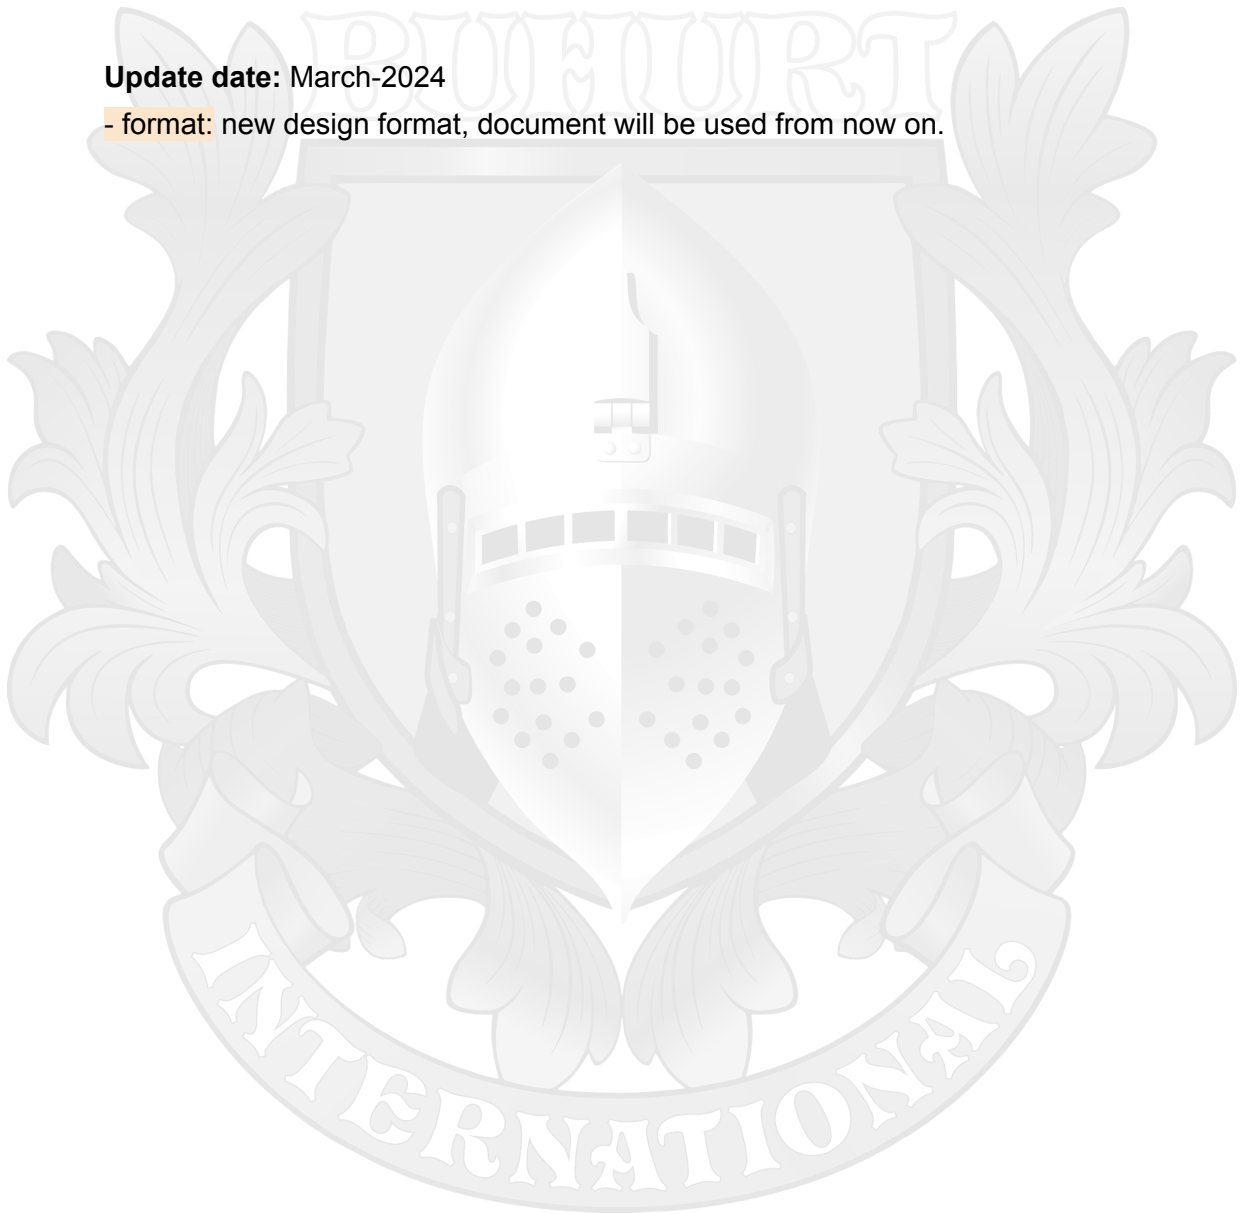 BUHURT
Update date: March-2024
- format: new design format, document will be used from now on.
INTERNATIONAL